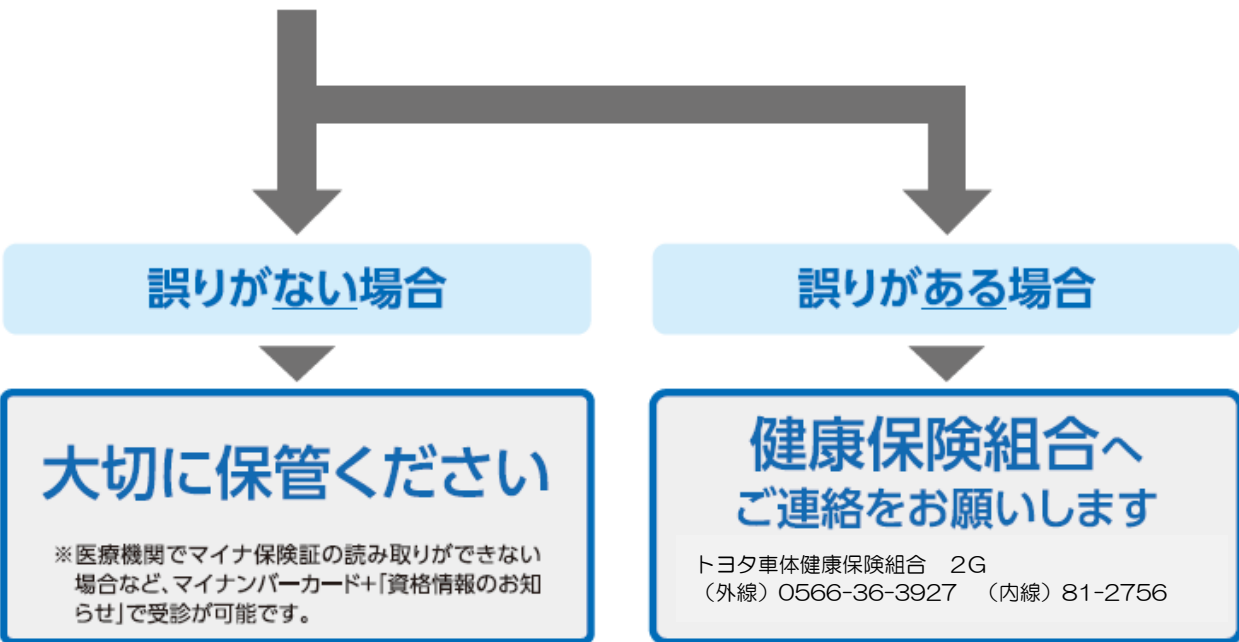 誤りがない場合
大切に保管ください
※医療機関でマイナ保険証の読み取りができない
場合など、マイナンバーカード+「資格情報のお知
らせ」で受診が可能です。
誤りがある場合
健康保険組合へ
ご連絡をお願いします
トヨタ車体健康保険組合　2G
（外線）0566-36-3927　（内線）81-2756